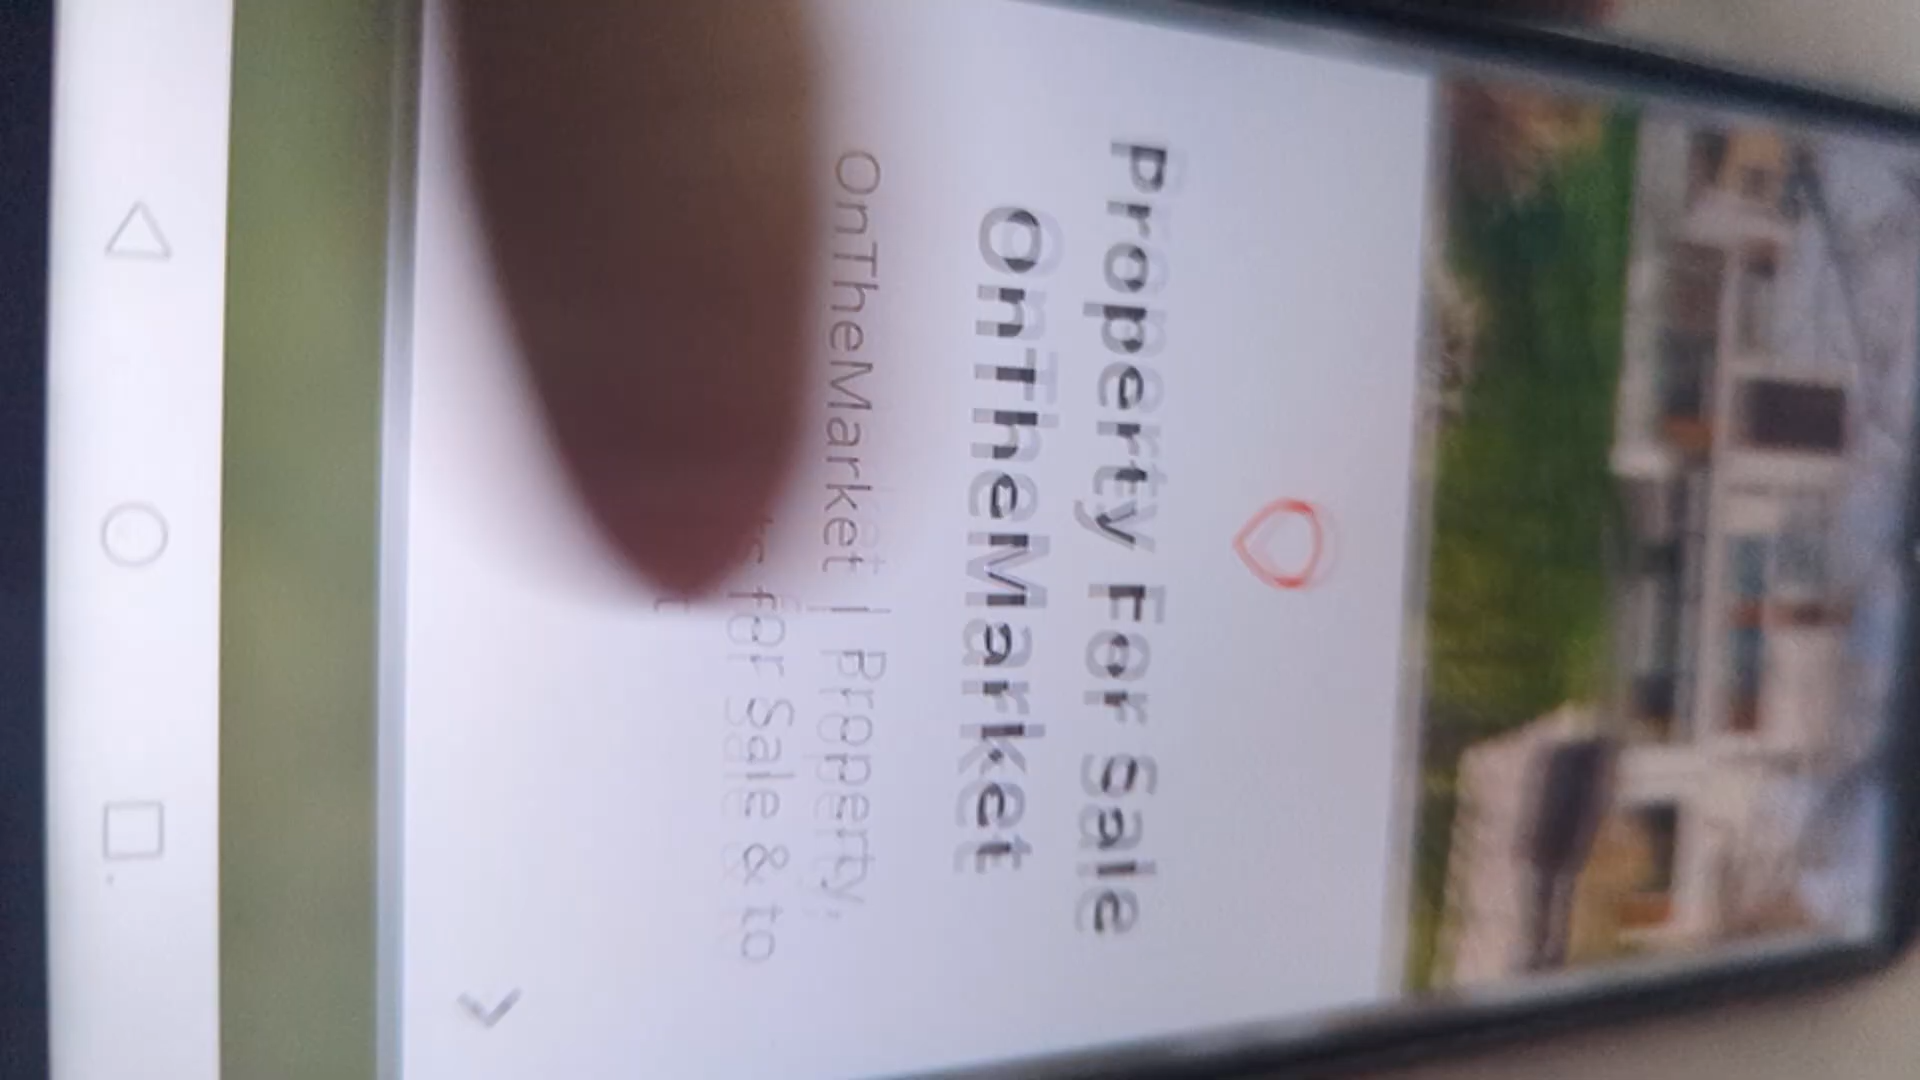 Property For Sale
OnTheMarket
OnTheMarket | Property,
for Sale & to